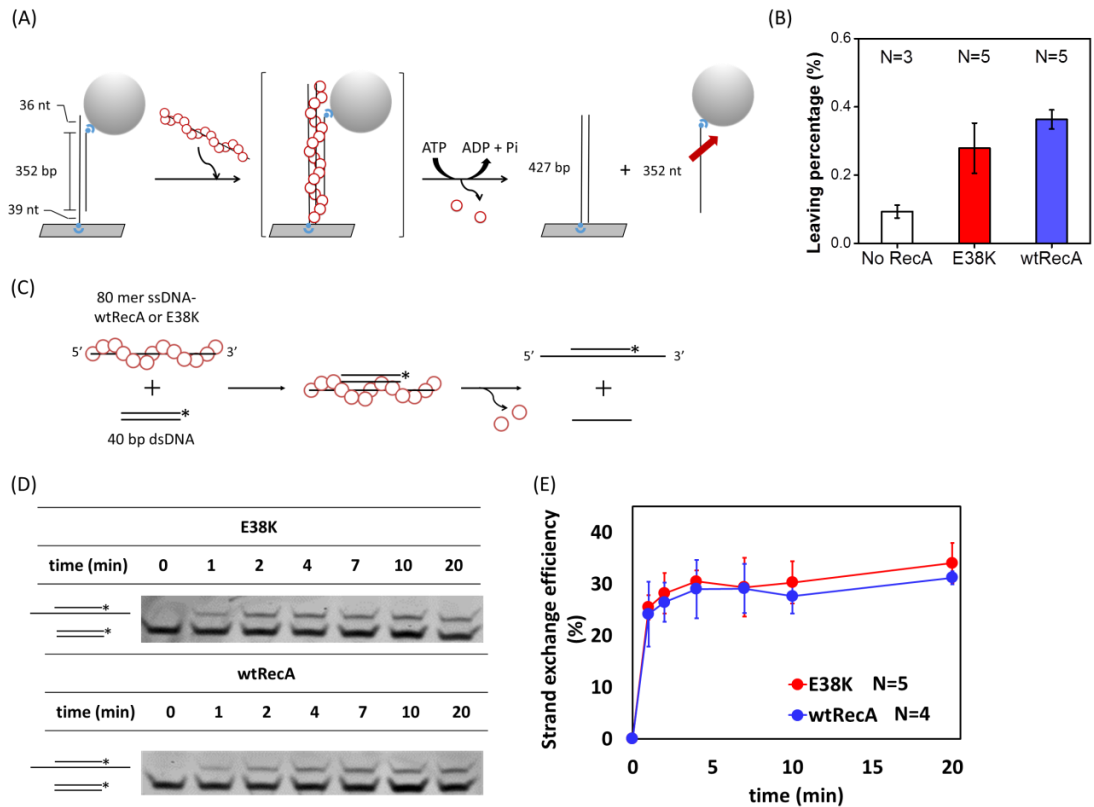 (A)
36 nt
352 bp
39 nt
ATP
ADP + Pi
427 bp
+
352 nt
(B)
Leaving percentage (%)
0.6
0.4
0.2
0.0
N=3
N=5
N=5
No RecA
E38K
wtRecA
(C)
80 mer ssDNA-
wtRecA or E38K
5’
3’
+
*
40 bp dsDNA
*
*
5’
3’
+
(D)
E38K
time (min) 0 1 2 4 7 10 20
*
*
wtRecA
time (min) 0 1 2 4 7 10 20
*
*
(E)
Strand exchange efficiency
(%)
40
30
20
10
0
E38K N=5
wtRecA N=4
0 5 10 15 20
time (min)